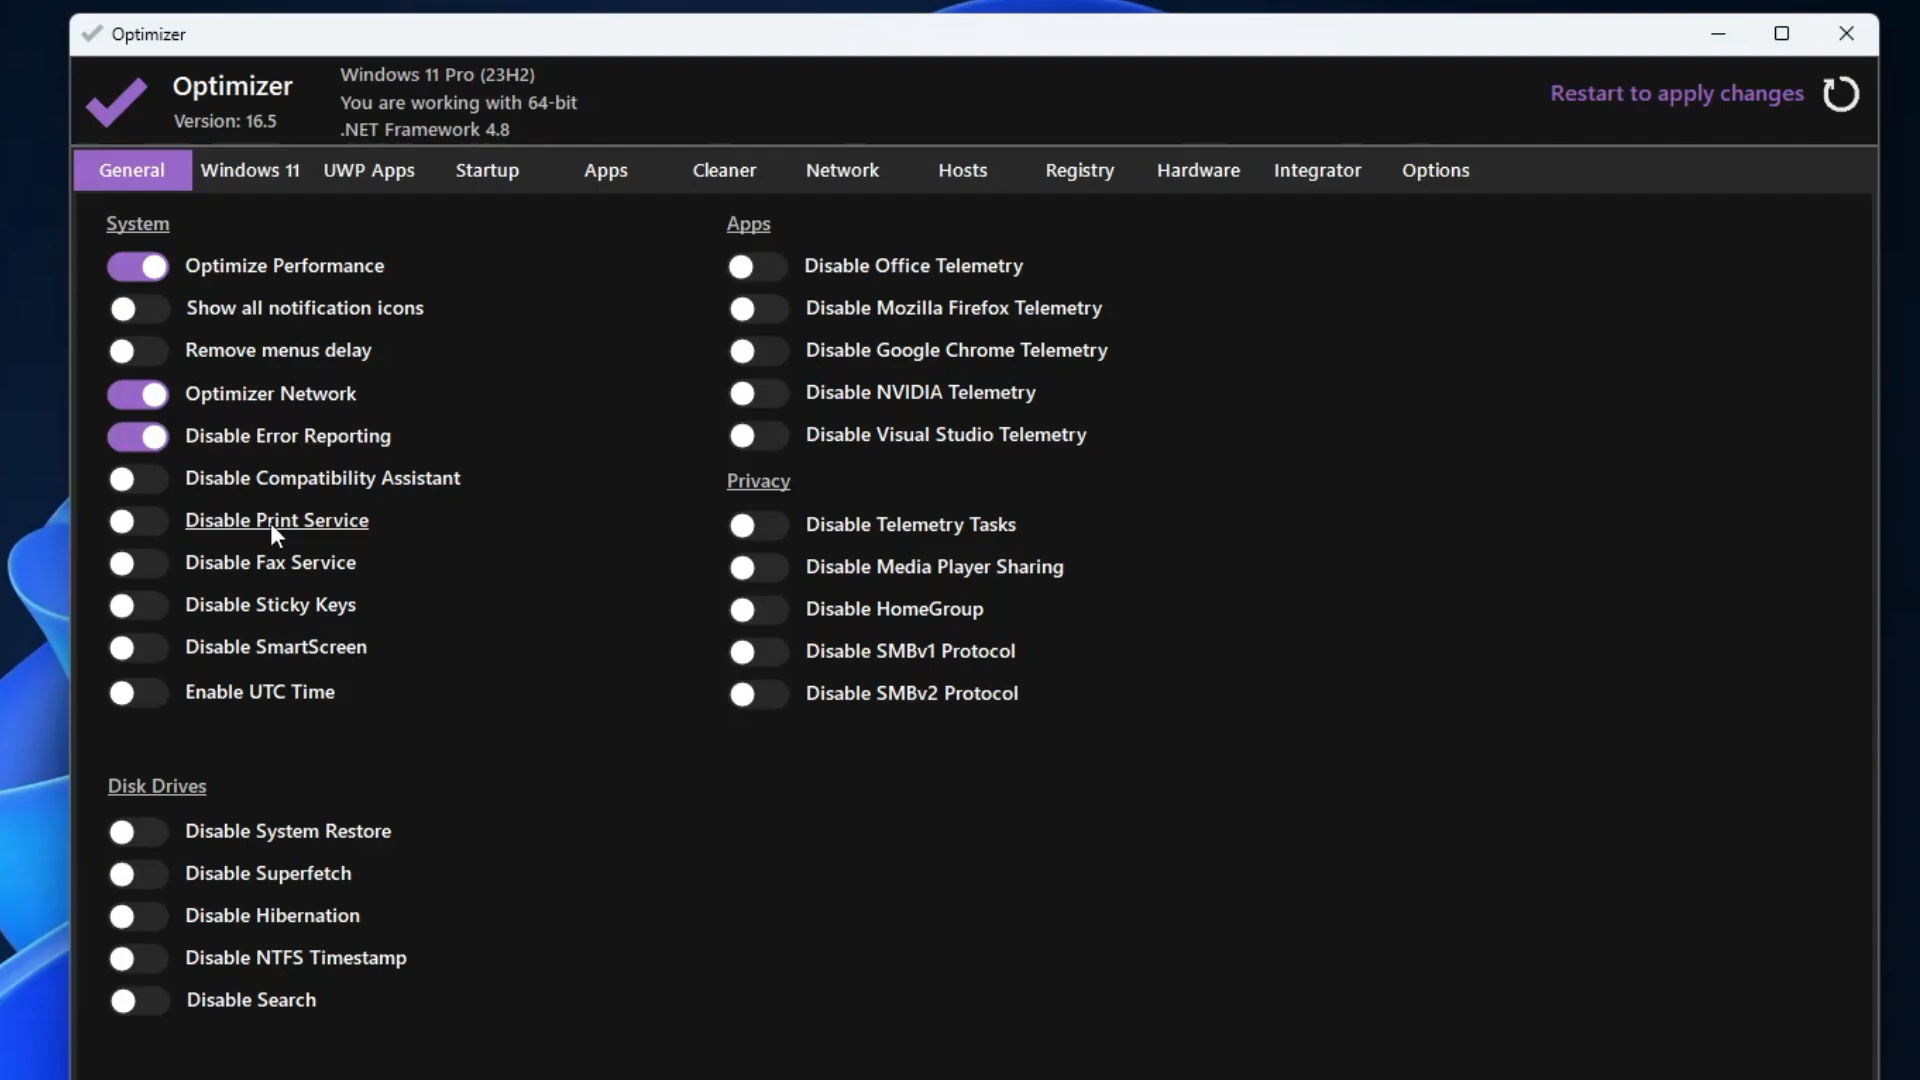 Optimizer
Optimizer
Version: 16.5
Windows 11 Pro (23H2)
You are working with 64-bit
.NET Framework 4.8
Restart to apply changes
General Windows 11 UWP Apps Startup Apps Cleaner Network Hosts Registry Hardware Integrator Options
System
Optimize Performance
Show all notification icons
Remove menus delay
Optimizer Network
Disable Error Reporting
Disable Compatibility Assistant
Disable Print Service
Disable Fax Service
Disable Sticky Keys
Disable SmartScreen
Enable UTC Time
Disk Drives
Disable System Restore
Disable Superfetch
Disable Hibernation
Disable NTFS Timestamp
Disable Search
Apps
Disable Office Telemetry
Disable Mozilla Firefox Telemetry
Disable Google Chrome Telemetry
Disable NVIDIA Telemetry
Disable Visual Studio Telemetry
Privacy
Disable Telemetry Tasks
Disable Media Player Sharing
Disable HomeGroup
Disable SMBv1 Protocol
Disable SMBv2 Protocol